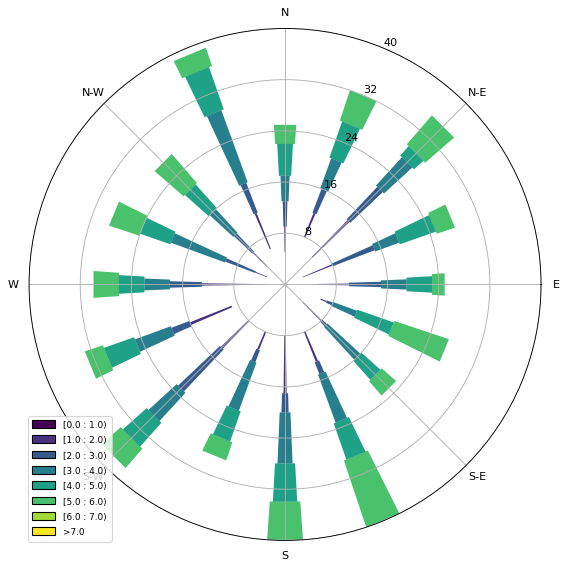 N
40
N-W
N-E
32
24
16
8
W
E
[0.0 : 1.0)
[1.0 : 2.0)
[2.0 : 3.0)
[3.0 : 4.0)
[4.0 : 5.0)
[5.0 : 6.0)
[6.0 : 7.0)
>7.0
S-W
S-E
S